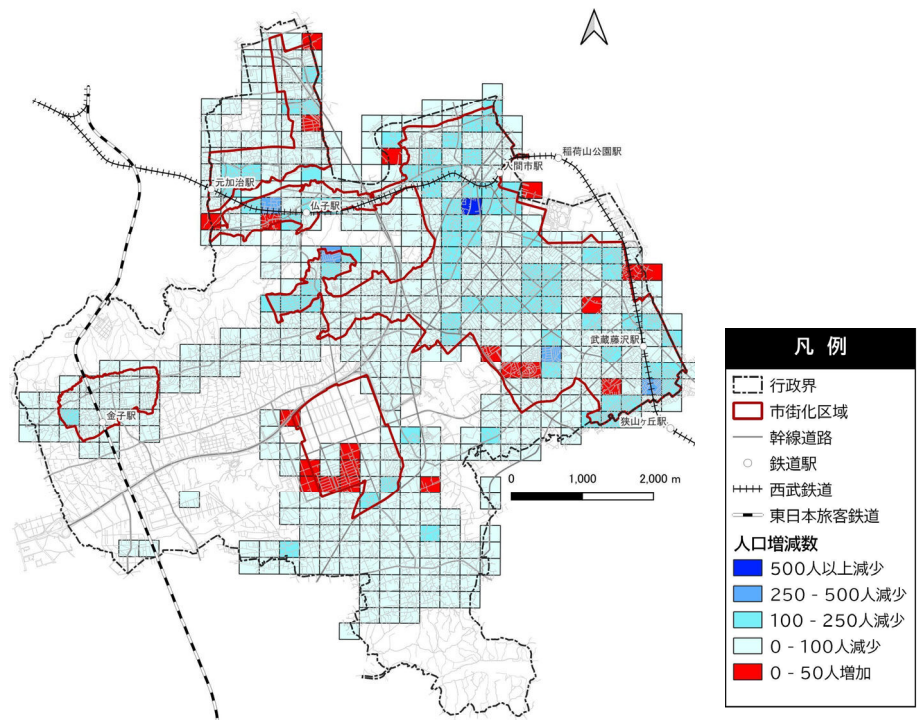 稲荷山公園駅
入間市駅
元加治駅
仏子駅
武蔵藤沢駅
金子駅
狭山ヶ丘駅
0 1,000 2,000 m
凡 例
行政界
市街化区域
幹線道路
鉄道駅
西武鉄道
東日本旅客鉄道
人口増減数
500人以上減少
250 - 500人減少
100 - 250人減少
0 - 100人減少
0 - 50人増加